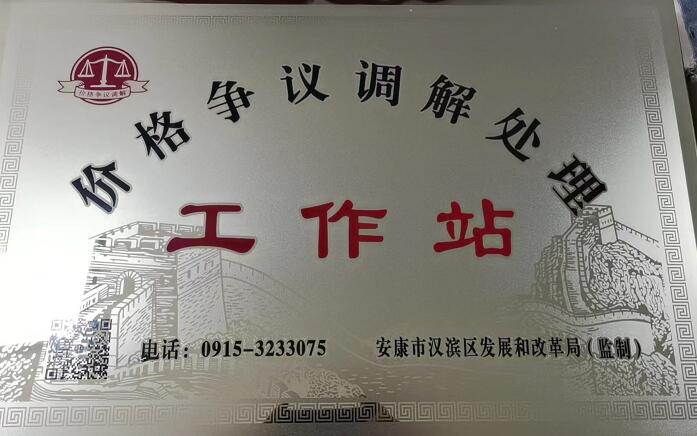 价格争议调解
价格争议调解处理
工作站
电话：0915-3233075
安康市汉滨区发展和改革局（监制）